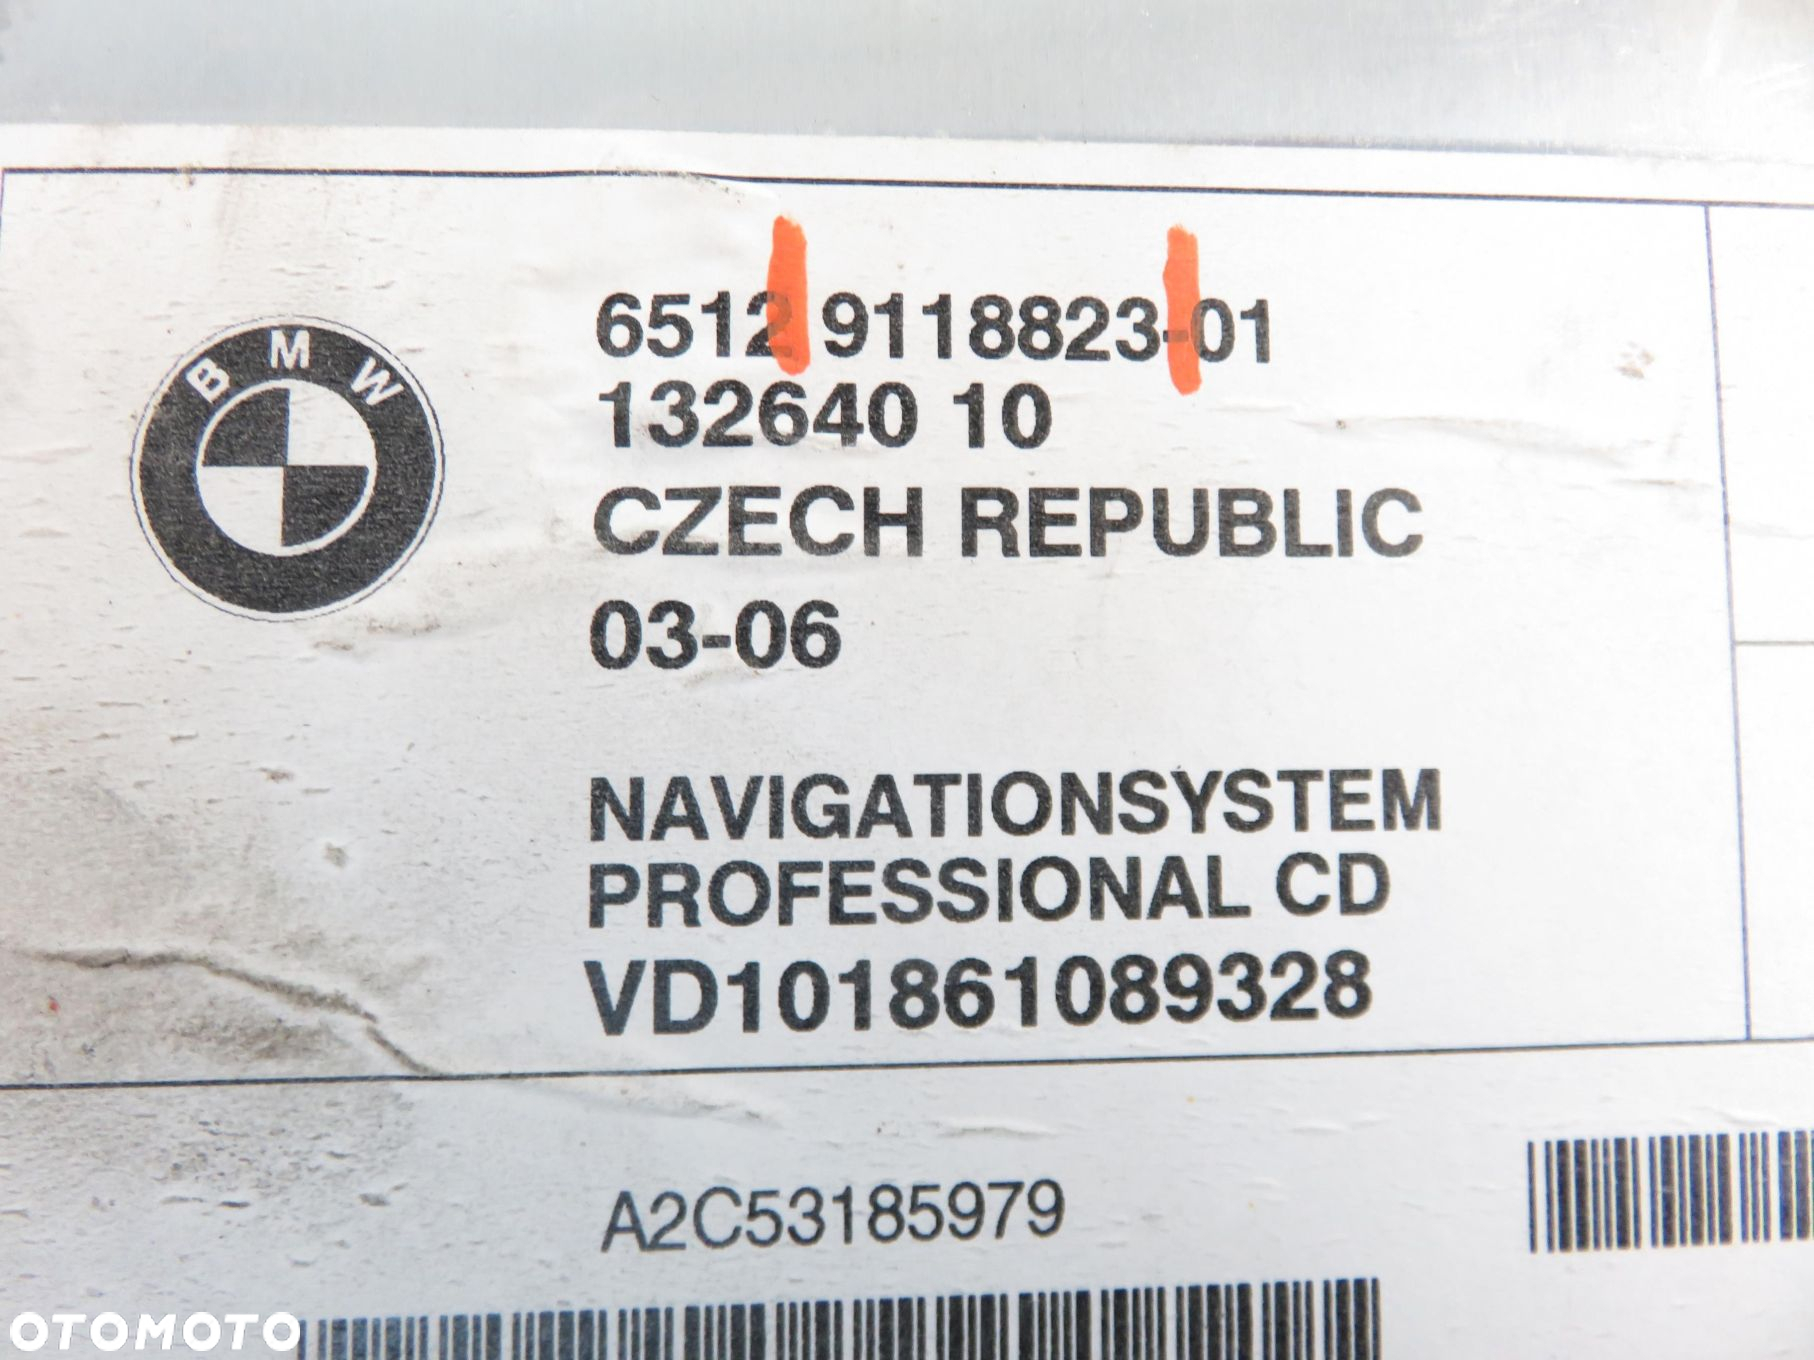 BMW
6512 9118823-01
132640 10
CZECH REPUBLIC
03-06
NAVIGATIONSYSTEM
PROFESSIONAL CD
VD101861089328
A2C53185979
OTOMOTO